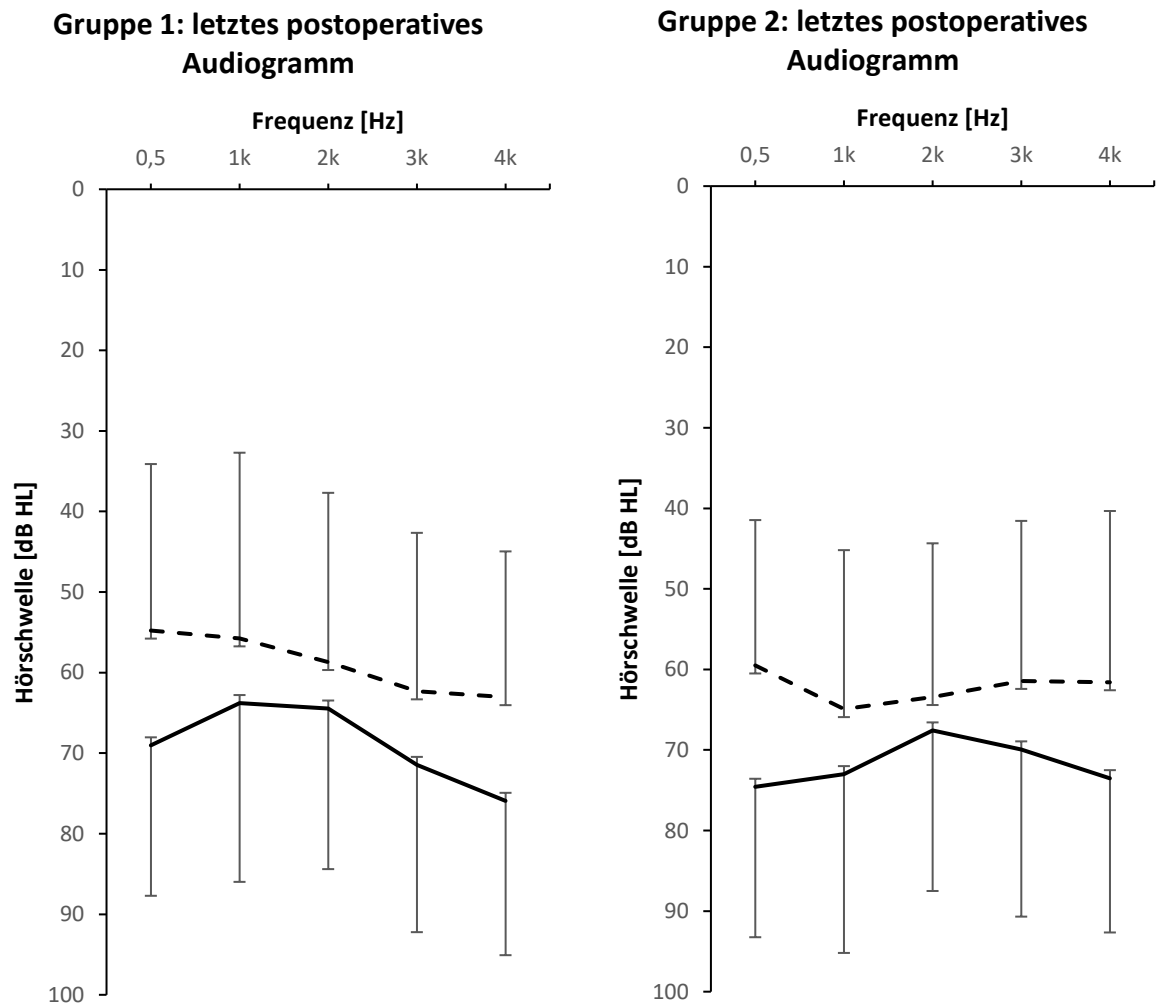 Gruppe 1: letztes postoperatives
Audiogramm
Frequenz [Hz]
0,5 1k 2k 3k 4k
0
10
20
30
40
50
60
70
80
90
100
Hörschwelle [dB HL]
Gruppe 2: letztes postoperatives
Audiogramm
Frequenz [Hz]
0,5 1k 2k 3k 4k
0
10
20
30
40
50
60
70
80
90
100
Hörschwelle [dB HL]